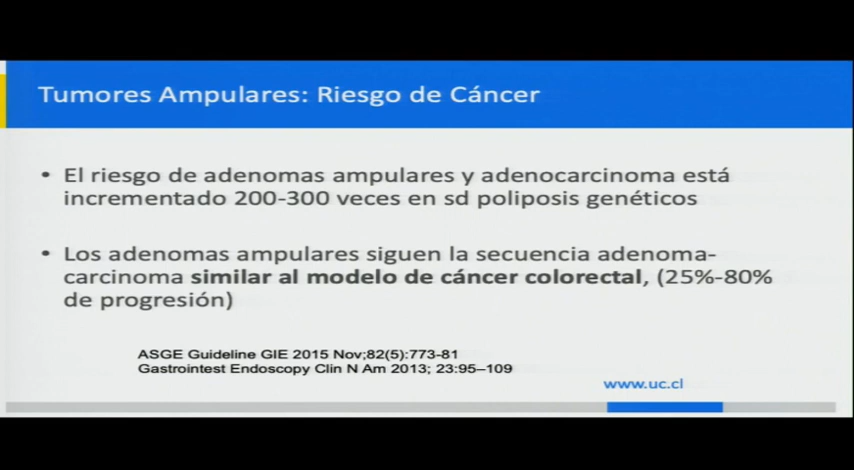 Tumores Ampulares: Riesgo de Cáncer
• El riesgo de adenomas ampulares y adenocarcinoma está
incrementado 200-300 veces en sd poliposis genéticos
• Los adenomas ampulares siguen la secuencia adenoma-
carcinoma similar al modelo de cáncer colorectal, (25%-80%
de progresión)
ASGE Guideline GIE 2015 Nov;82(5):773-81
Gastrointest Endoscopy Clin N Am 2013; 23:95–109
www.uc.cl